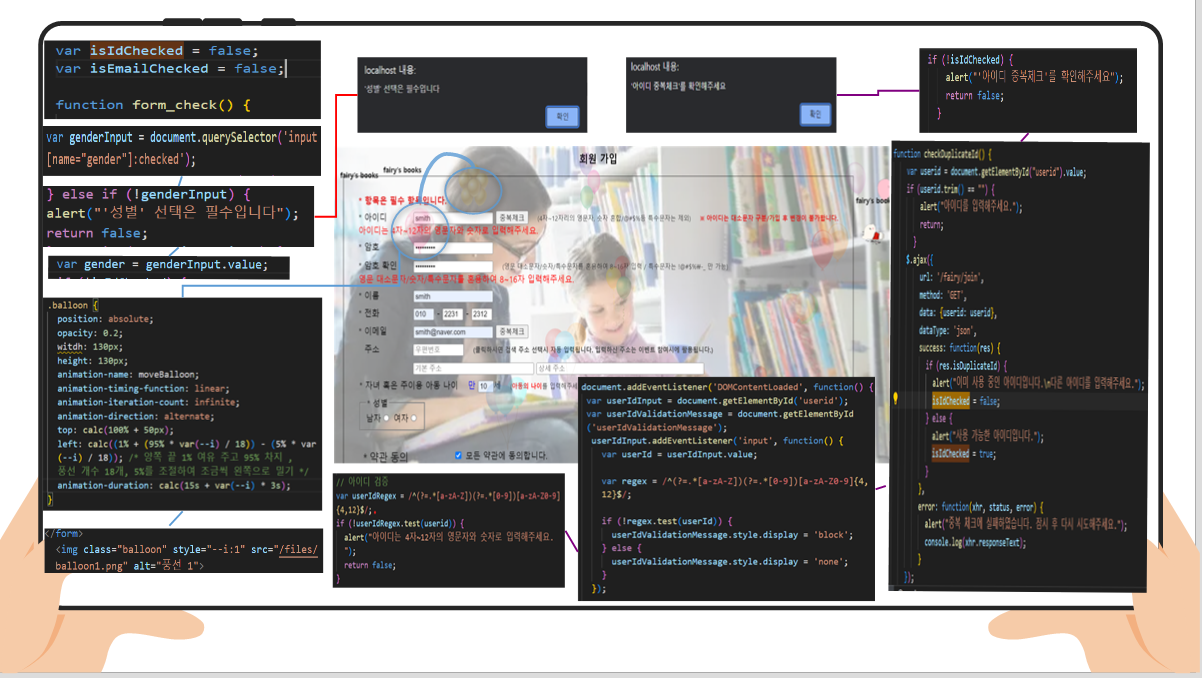 var isIdChecked = false;
var isEmailChecked = false;
function form_check() {
var genderInput = document.querySelector('input
[name="gender"]:checked');
} else if (!genderInput) {
alert("'성별' 선택은 필수입니다");
return false;
var gender = genderInput.value;
.balloon {
position: absolute;
opacity: 0.2;
witdh: 130px;
height: 130px;
animation-name: moveBalloon;
animation-timing-function: linear;
animation-iteration-count: infinite;
animation-direction: alternate;
top: calc(100% + 50px);
left: calc((1% + (95% * var(--i) / 18)) - (5% * var
(--i) / 18)); /* 양쪽 끝 1% 여유 주고 95% 차지 ,
풍선 개수 18개, 5%를 조절하여 조금씩 왼쪽으로 밀기 */
animation-duration: calc(15s + var(--i) * 3s);
}
</form>
<img class="balloon" style="--i:1" src="/files/
balloon1.png" alt="풍선 1">
localhost 내용:
'성별' 선택은 필수입니다
확인
localhost 내용:
'아이디 중복체크'를 확인해주세요
확인
회원 가입
fairy's books
fairy's books
fairy's boo
* 항목은 필수 항목입니다.
* 아이디
smith
중복체크
(4자~12자리의 영문자, 숫자 혼합/@#$%등 특수문자는 제외)
※ 아이디는 대소문자 구분/가입 후 변경이 불가합니다.
아이디는 4자~12자의 영문자와 숫자로 입력해주세요.
* 암호
* 암호 확인
영문 대소문자/숫자/특수문자를 혼용하여 8~16자 입력해주세요.
* 이름
smith
* 전화
010 - 2231 - 2312
* 이메일
smith@naver.com
중복체크
주소
우편번호
기본 주소
상세 주소
* 자녀 혹은 주이용 아동 나이 만 10 세
* 성별
남자 여자
* 약관 동의
모든 약관에 동의합니다.
// 아이디 검증
var userIdRegex = /^(?=.*[a-zA-Z])(?=.*[0-9])[a-zA-Z0-9]
{4,12}$/;
if (!userIdRegex.test(userid)) {
alert("아이디는 4자~12자의 영문자와 숫자로 입력해주세요.
");
return false;
}
document.addEventListener('DOMContentLoaded', function() {
var userIdInput = document.getElementById('userid');
var userIdValidationMessage = document.getElementById
('userIdValidationMessage');
userIdInput.addEventListener('input', function() {
var userId = userIdInput.value;
var regex = /^(?=.*[a-zA-Z])(?=.*[0-9])[a-zA-Z0-9]{4,
12}$/;
if (!regex.test(userId)) {
userIdValidationMessage.style.display = 'block';
} else {
userIdValidationMessage.style.display = 'none';
}
});
if (!isIdChecked) {
alert("'아이디 중복체크'를 확인해주세요");
return false;
}
function checkDuplicateId() {
var userid = document.getElementById("userid").value;
if (userid.trim() == "") {
alert("아이디를 입력하세요.");
return;
}
$.ajax({
url: '/fairy/join',
method: 'GET',
data: {userid: userid},
dataType: 'json',
success: function(res) {
if (res.isDuplicateId) {
alert("이미 사용 중인 아이디입니다.\n다른 아이디를 입력해주세요.");
isIdChecked = false;
} else {
alert("사용 가능한 아이디입니다.");
isIdChecked = true;
}
},
error: function(xhr, status, error) {
alert("중복 체크에 실패하였습니다. 잠시 후 다시 시도해주세요.");
console.log(xhr.responseText);
}
});